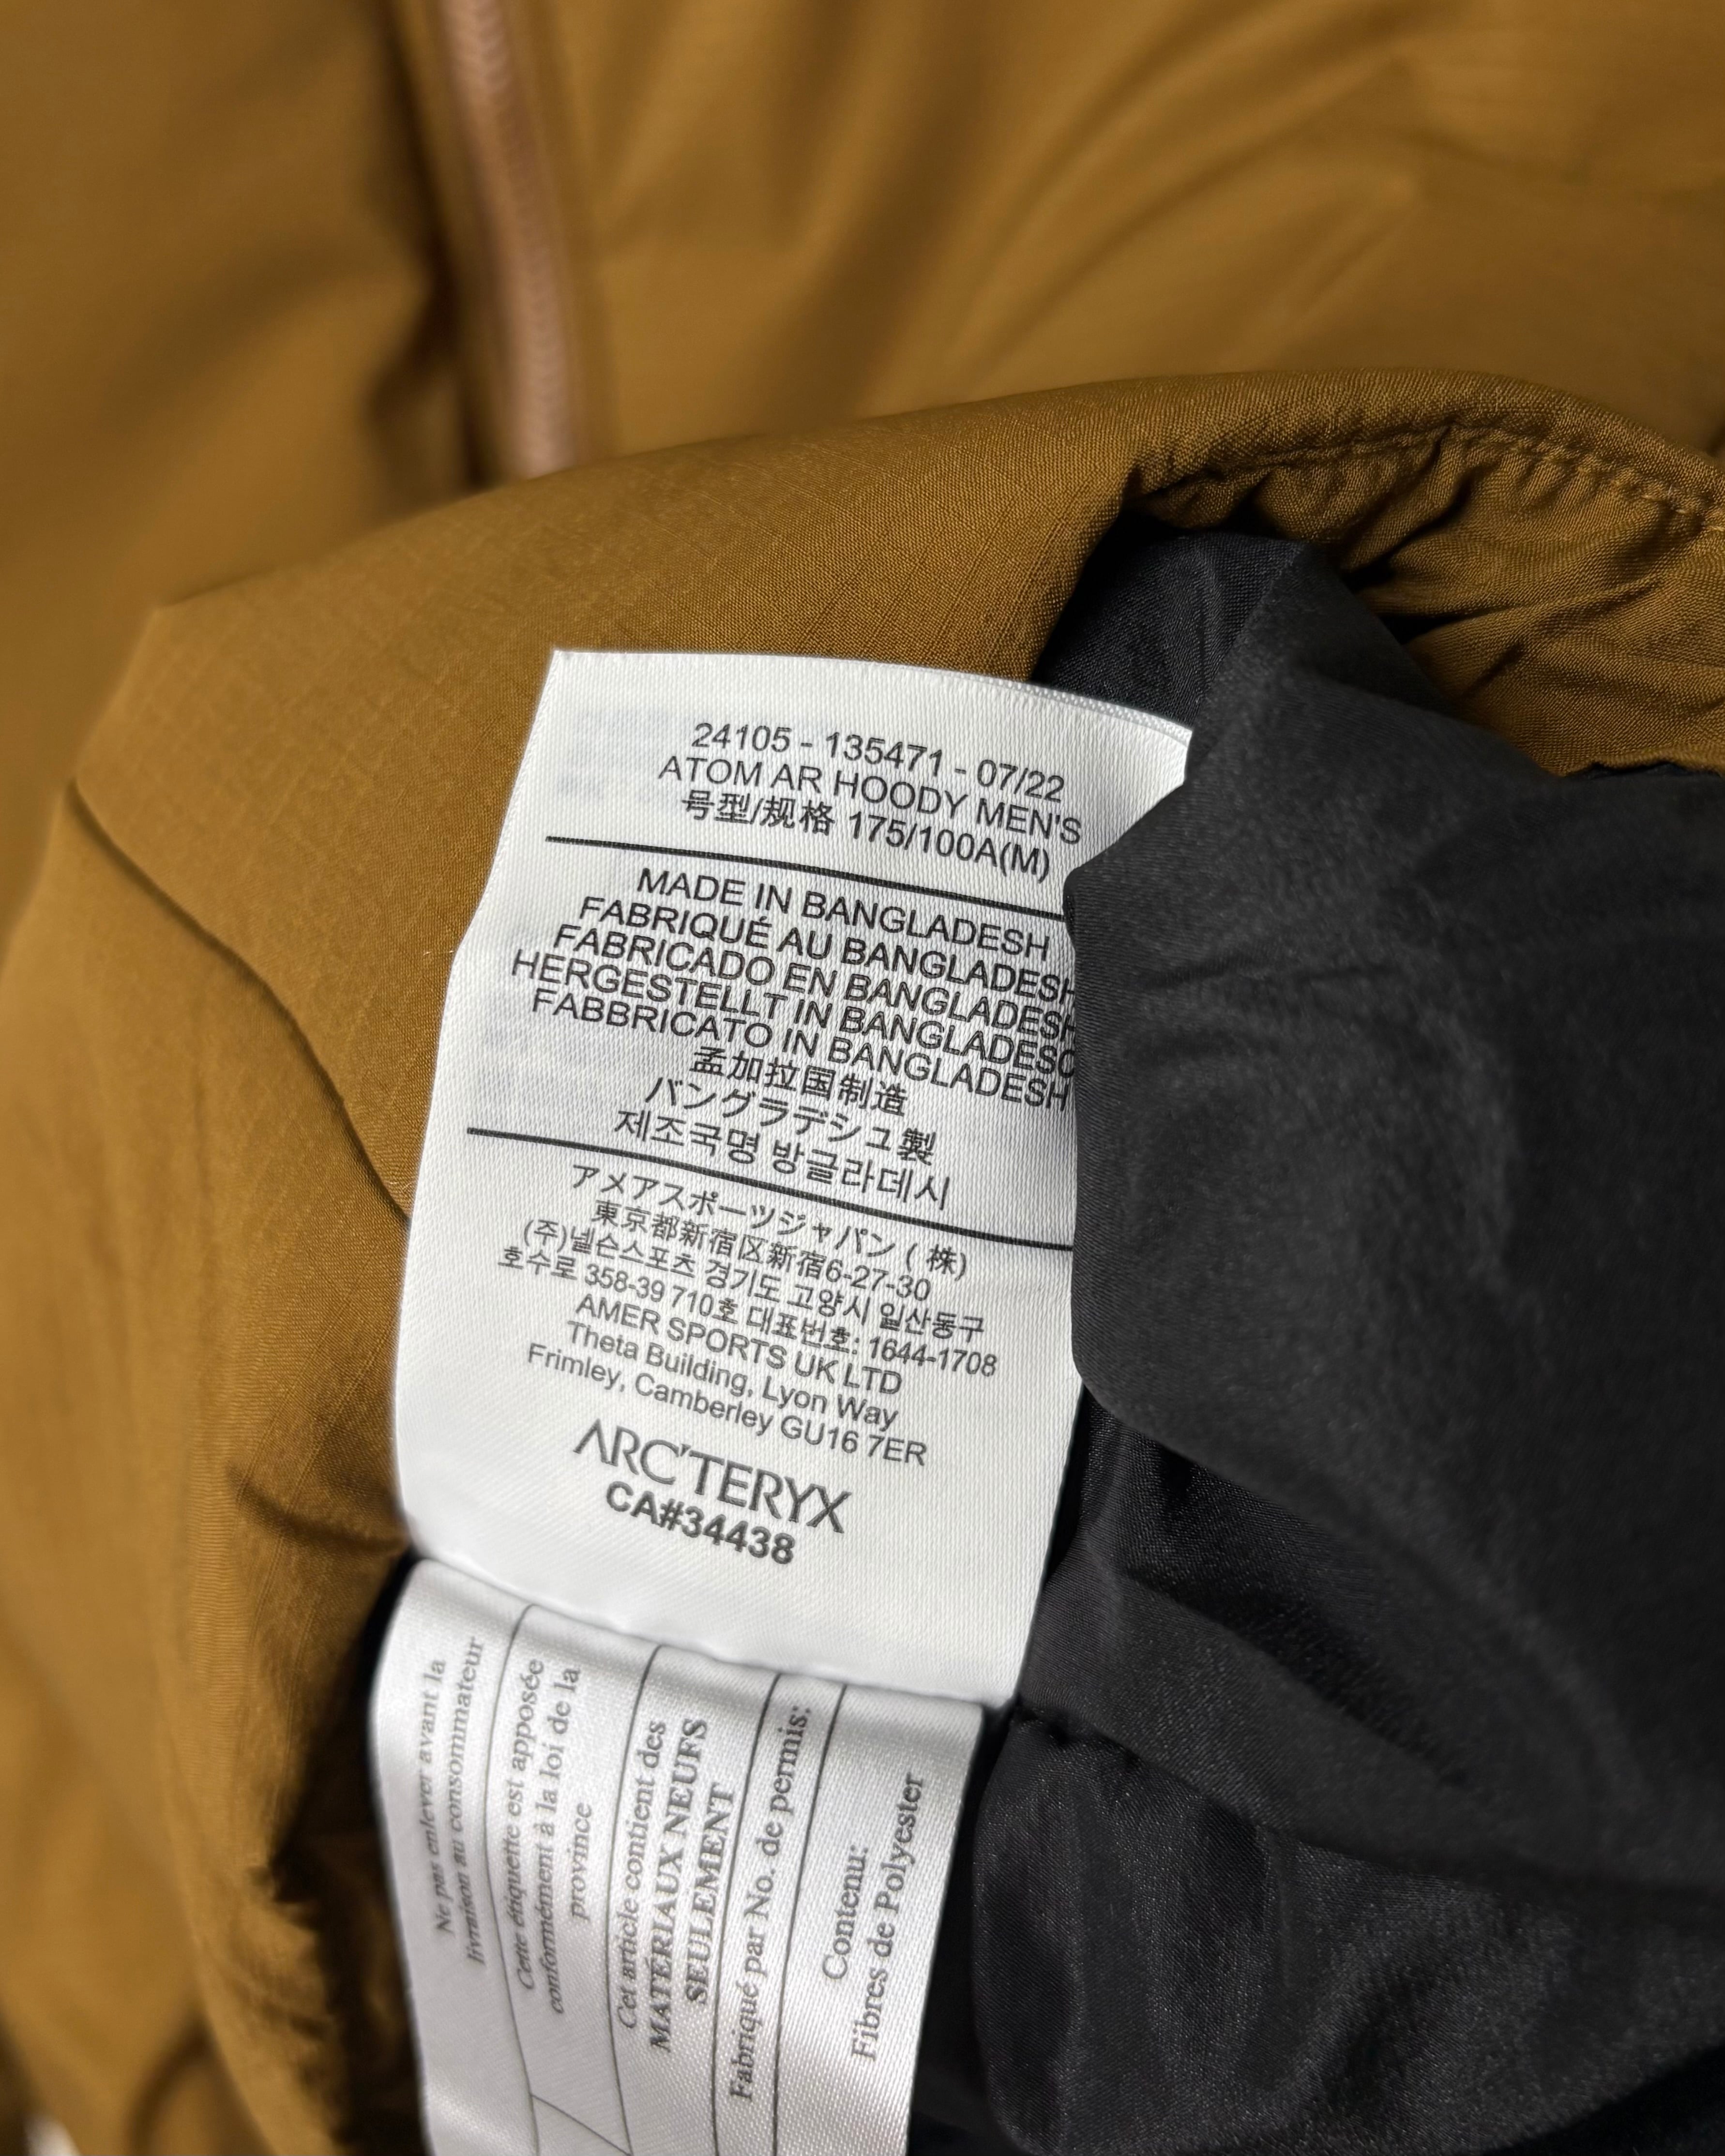 24105 - 135471 - 07/22
ATOM AR HOODY MEN'S
号型/规格 175/100A(M)
MADE IN BANGLADESH
FABRIQUÉ AU BANGLADESH
FABRICADO EN BANGLADESH
HERGESTELLT IN BANGLADESC
FABBRICATO IN BANGLADESH
孟加拉国制造
バングラデシュ製
제조국명 방글라데시
アメアスポーツジャパン ( 株)
東京都新宿区新宿6-27-30
(주)넬슨스포츠 경기도 고양시 일산동구
호수로 358-39 710호 대표번호: 1644-1708
AMER SPORTS UK LTD
Theta Building, Lyon Way
Frimley, Camberley GU16 7ER
ARC'TERYX
CA#34438
Ne pas enlever avant la
livraison au consommateur
Cette étiquette est apposée
conformément à la loi de la
province
Cet article contient des
MATERIAUX NEUFS
SEULEMENT
Fabriqué par No. de permis:
Contenu:
Fibres de Polyester